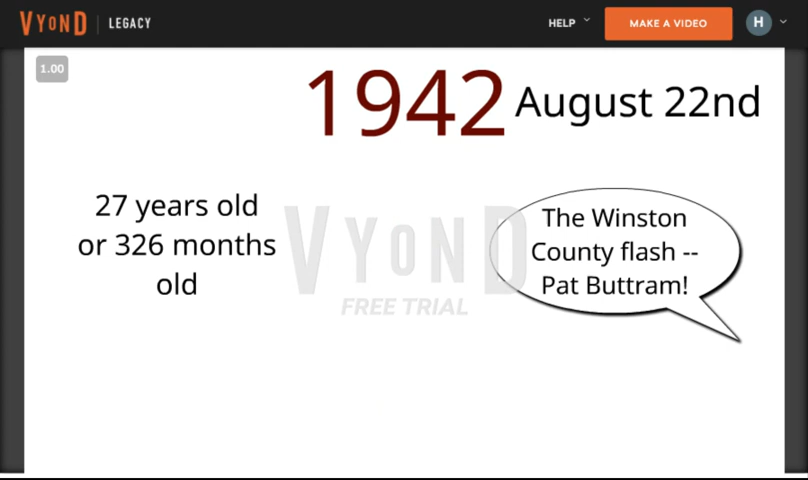 VYOND | LEGACY
HELP
MAKE A VIDEO
H
1.00
1942 August 22nd
27 years old
or 326 months
old
The Winston
County flash --
Pat Buttram!
VYOND
FREE TRIAL